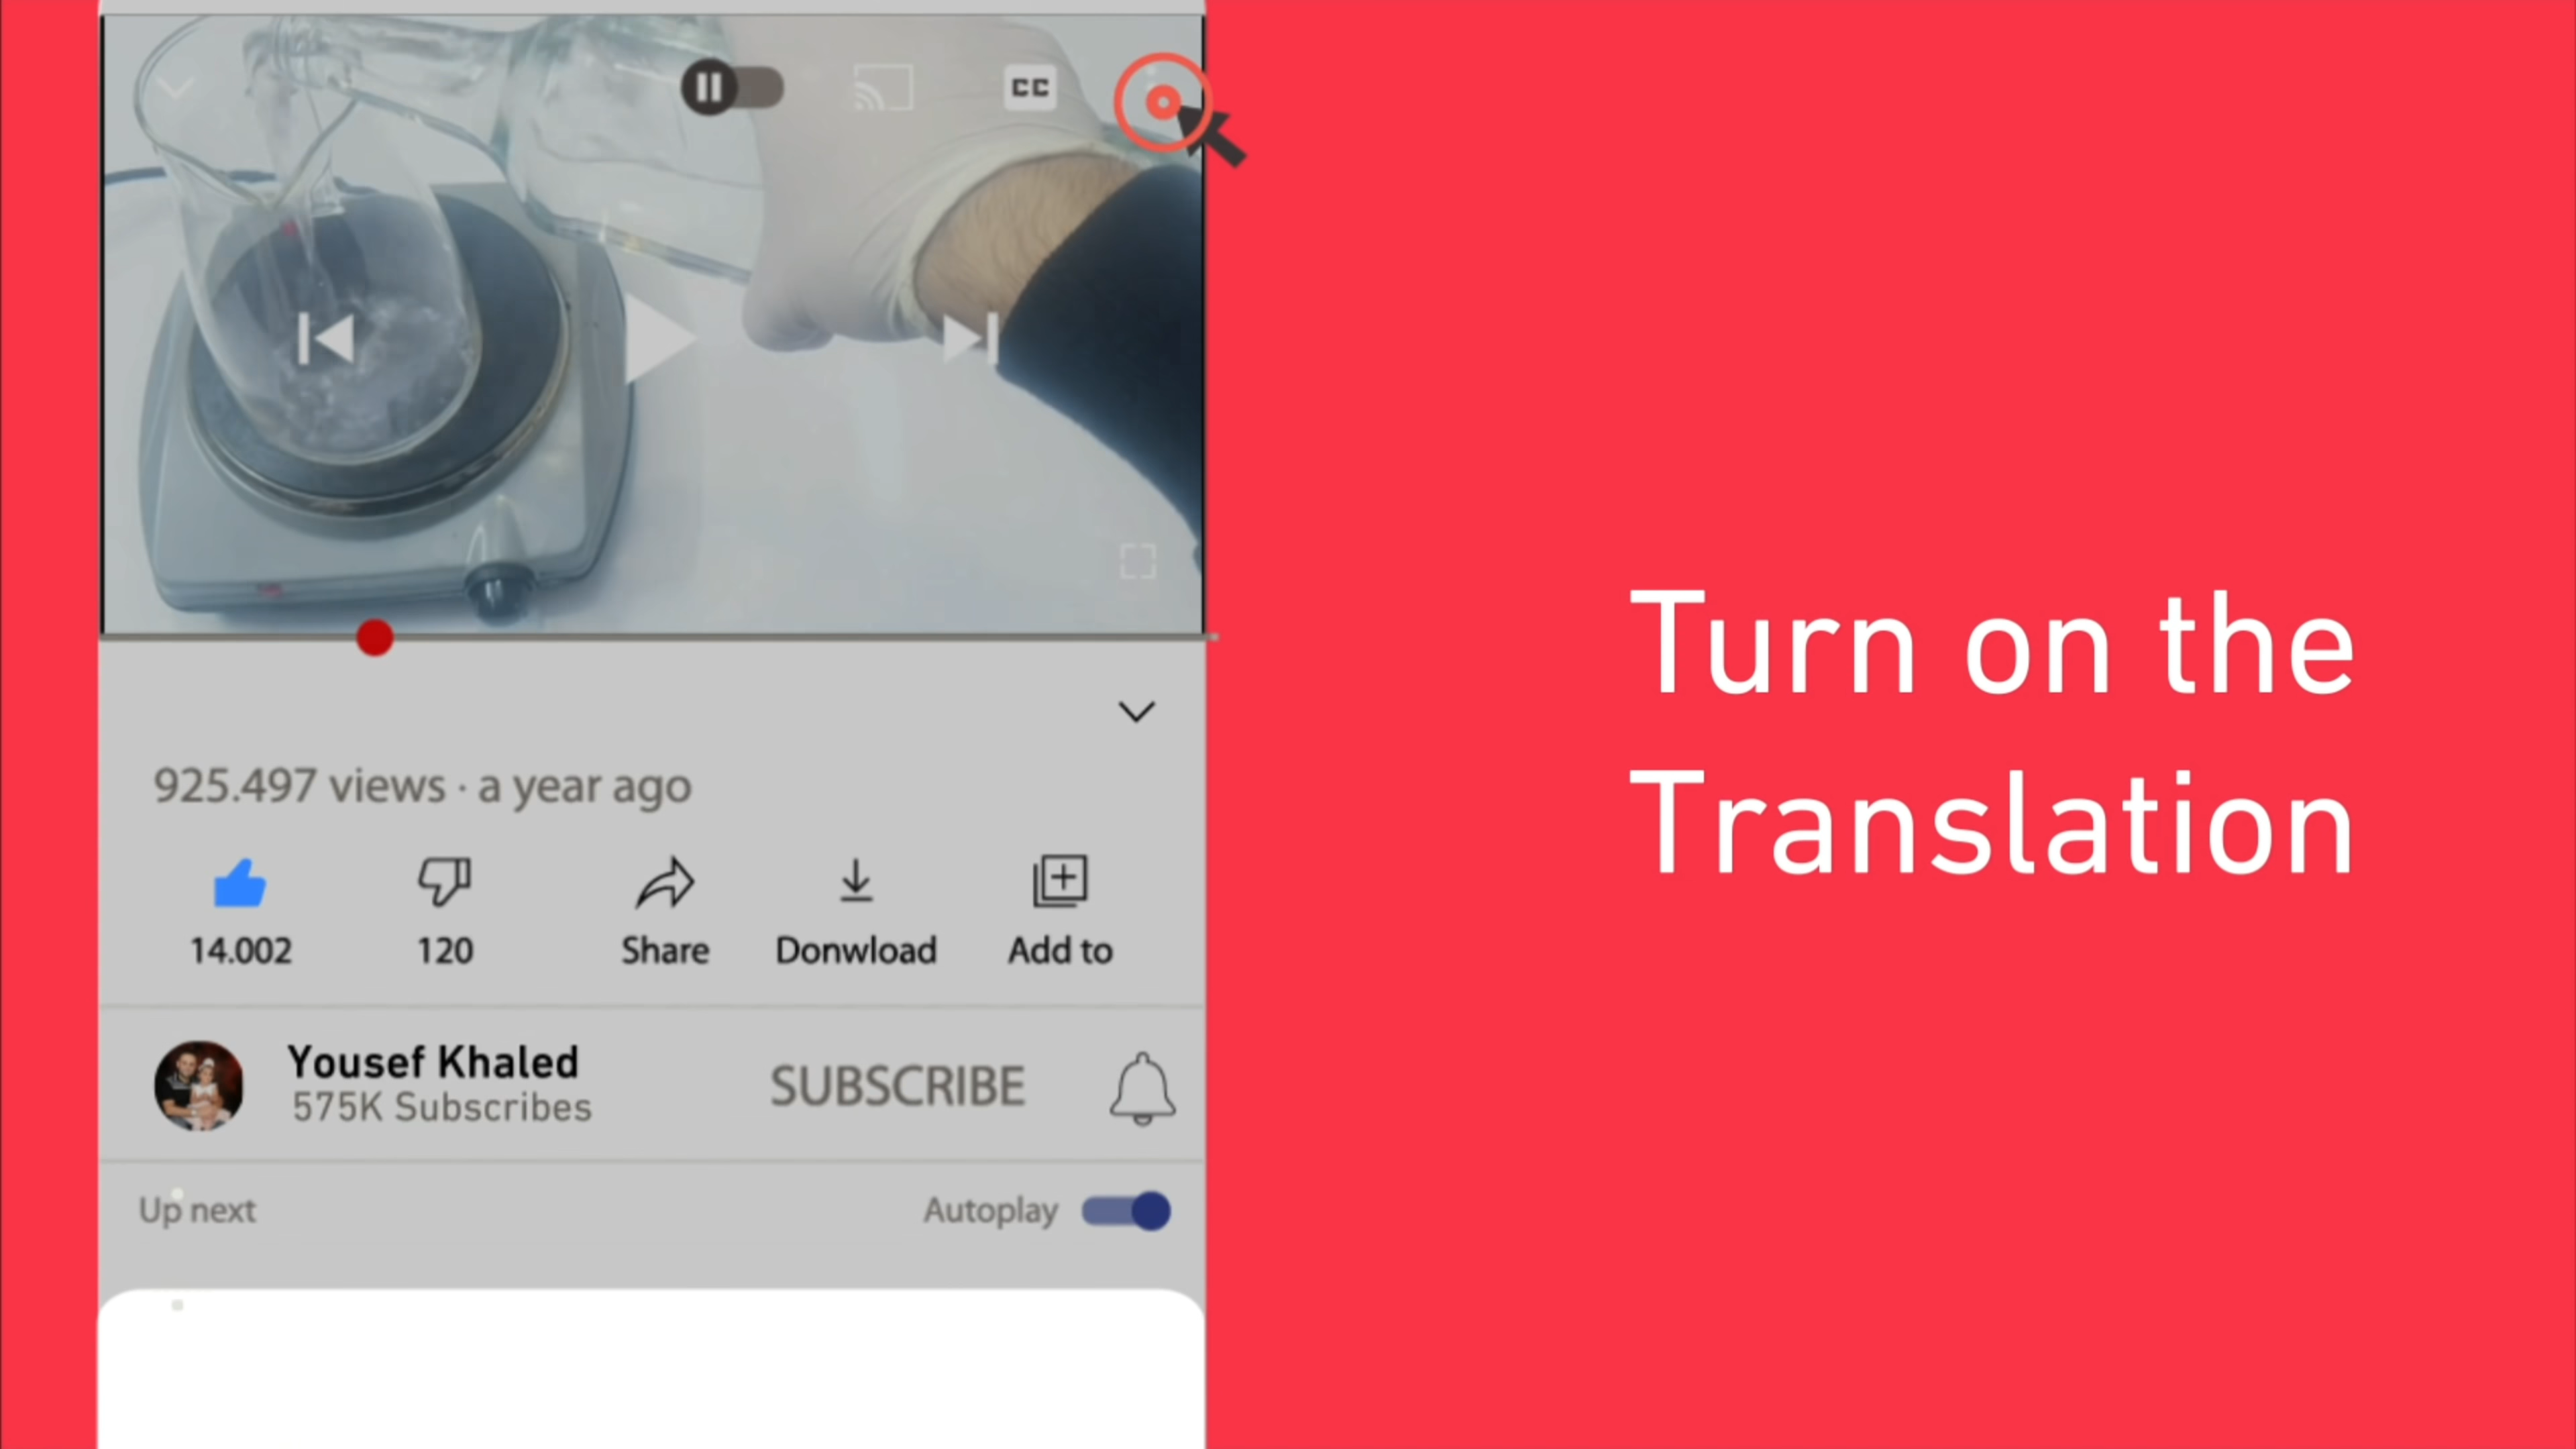 CC
Turn on the
Translation
925.497 views · a year ago
14.002
120
Share
Donwload
Add to
Yousef Khaled
575K Subscribes
SUBSCRIBE
Up next
Autoplay